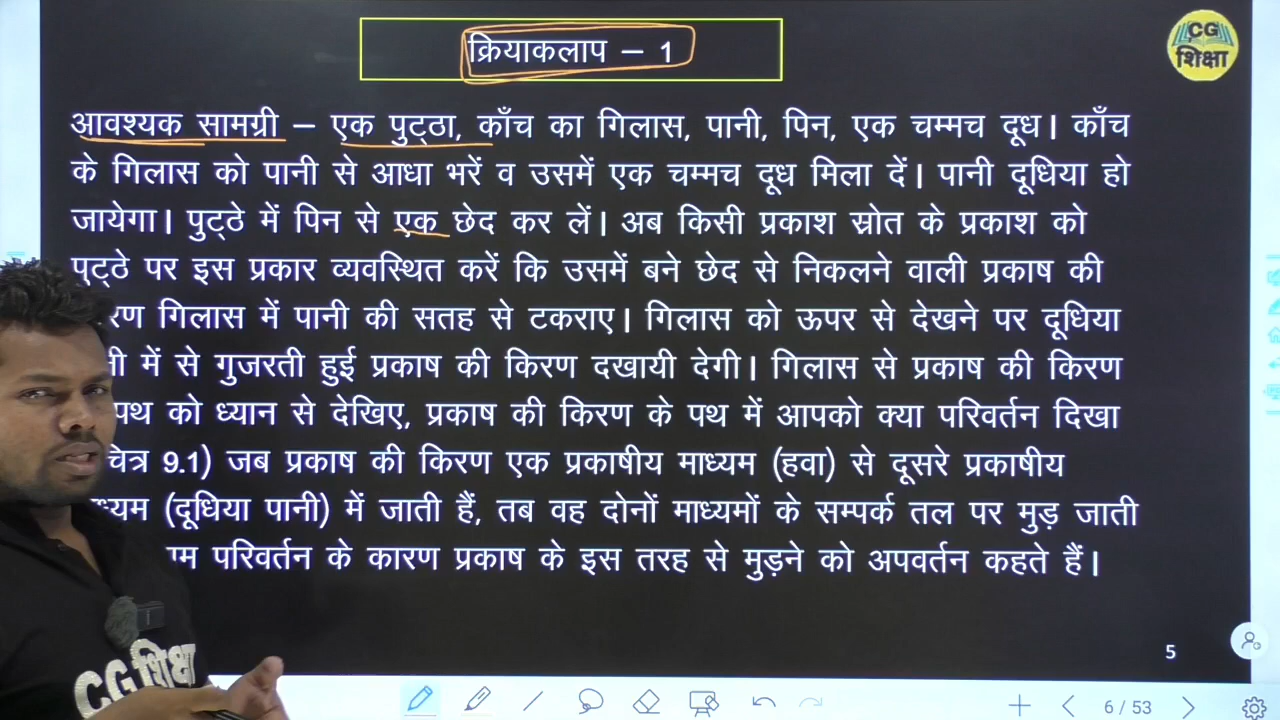 क्रियाकलाप – 1
CG
शिक्षा
आवश्यक सामग्री – एक पुट्ठा, काँच का गिलास, पानी, पिन, एक चम्मच दूध। काँच
के गिलास को पानी से आधा भरें व उसमें एक चम्मच दूध मिला दें। पानी दूधिया हो
जायेगा। पुट्ठे में पिन से एक छेद कर लें। अब किसी प्रकाश स्रोत के प्रकाश को
पुट्ठे पर इस प्रकार व्यवस्थित करें कि उसमें बने छेद से निकलने वाली प्रकाष की
गिलास में पानी की सतह से टकराए। गिलास को ऊपर से देखने पर दूधिया
में से गुजरती हुई प्रकाष की किरण दखायी देगी। गिलास से प्रकाष की किरण
पथ को ध्यान से देखिए, प्रकाष की किरण के पथ में आपको क्या परिवर्तन दिखा
चित्र 9.1) जब प्रकाष की किरण एक प्रकाषीय माध्यम (हवा) से दूसरे प्रकाषीय
(दूधिया पानी) में जाती हैं, तब वह दोनों माध्यमों के सम्पर्क तल पर मुड़ जाती
परिवर्तन के कारण प्रकाष के इस तरह से मुड़ने को अपवर्तन कहते हैं।
CG शिक्षा
5
6 / 53